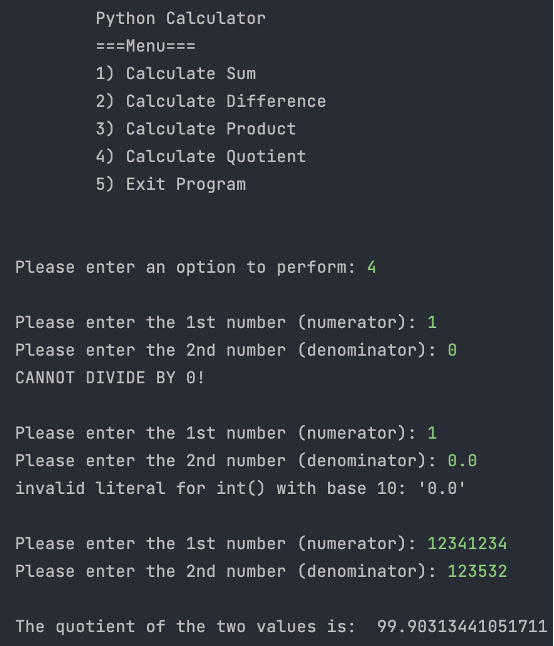 Python Calculator
===Menu===
1) Calculate Sum
2) Calculate Difference
3) Calculate Product
4) Calculate Quotient
5) Exit Program
Please enter an option to perform: 4
Please enter the 1st number (numerator): 1
Please enter the 2nd number (denominator): 0
CANNOT DIVIDE BY 0!
Please enter the 1st number (numerator): 1
Please enter the 2nd number (denominator): 0.0
invalid literal for int() with base 10: '0.0'
Please enter the 1st number (numerator): 12341234
Please enter the 2nd number (denominator): 123532
The quotient of the two values is:  99.90313441051711